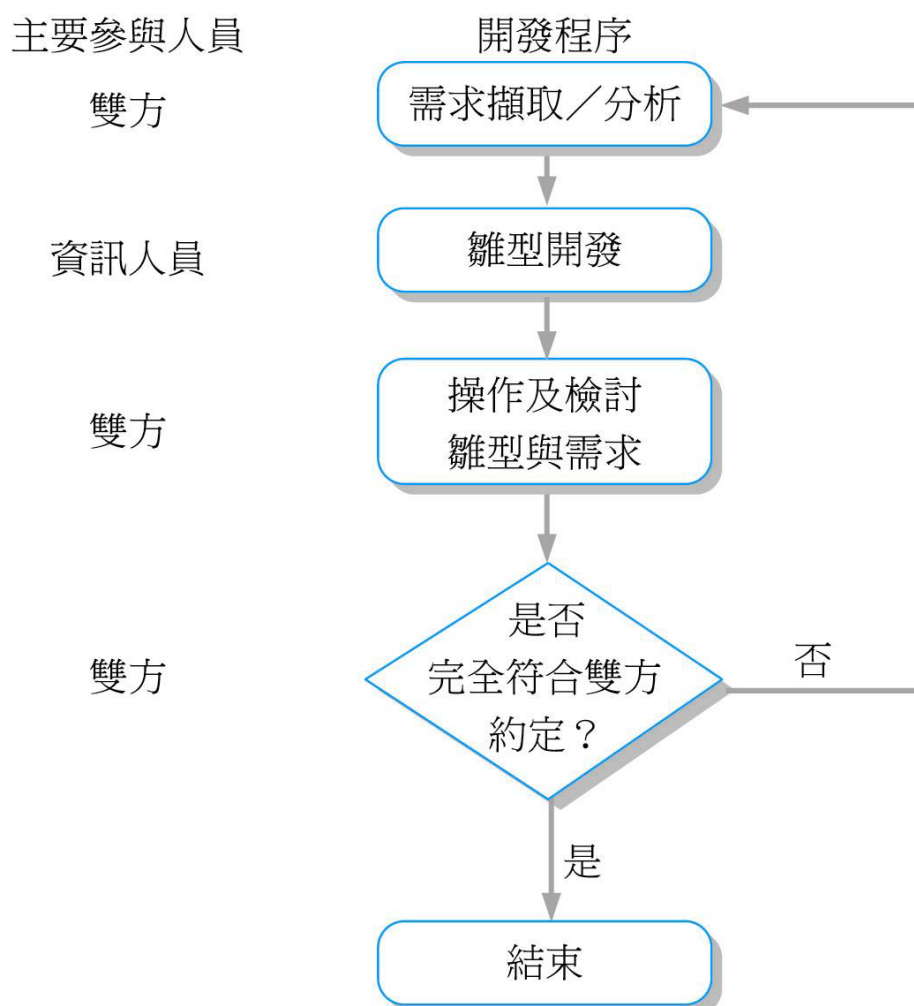 主要參與人員
開發程序
雙方
需求擷取／分析
資訊人員
雛型開發
雙方
操作及檢討
雛型與需求
雙方
是否
完全符合雙方
約定？
否
是
結束